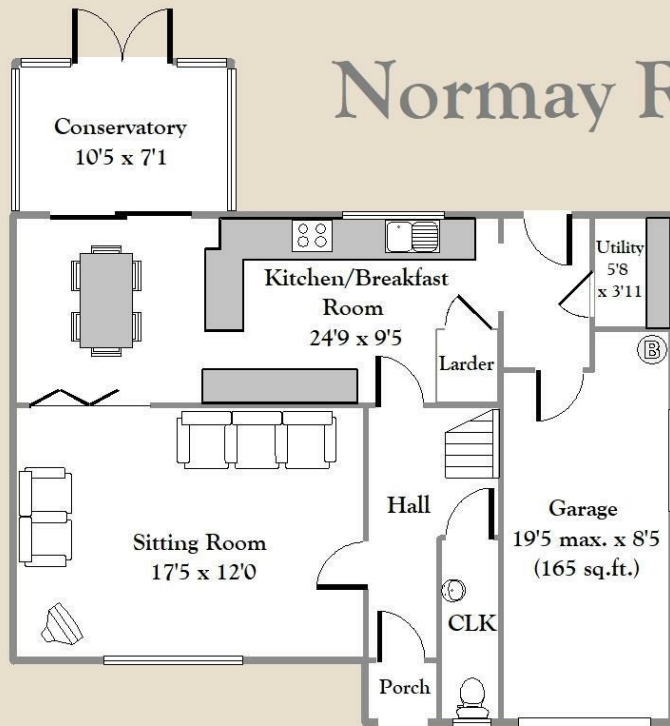 Normay R
Conservatory
10'5 x 7'1
Utility
5'8
x 3'11
Kitchen/Breakfast
Room
24'9 x 9'5
Larder
B
Hall
Garage
19'5 max. x 8'5
(165 sq.ft.)
Sitting Room
17'5 x 12'0
CLK
Porch